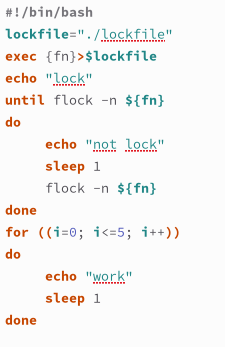 #!/bin/bash
lockfile="./lockfile"
exec {fn}>$lockfile
echo "lock"
until flock -n ${fn}
do
echo "not lock"
sleep 1
flock -n ${fn}
done
for ((i=0; i<=5; i++))
do
echo "work"
sleep 1
done